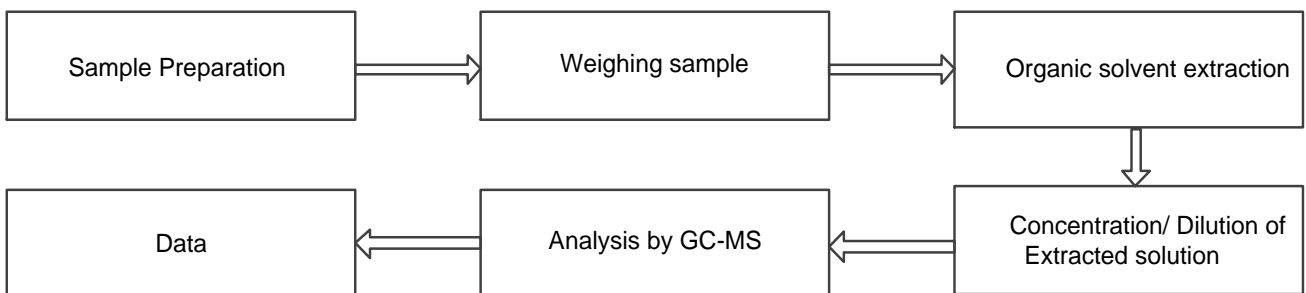 Sample Preparation
Weighing sample
Organic solvent extraction
Concentration/ Dilution of
Extracted solution
Analysis by GC-MS
Data